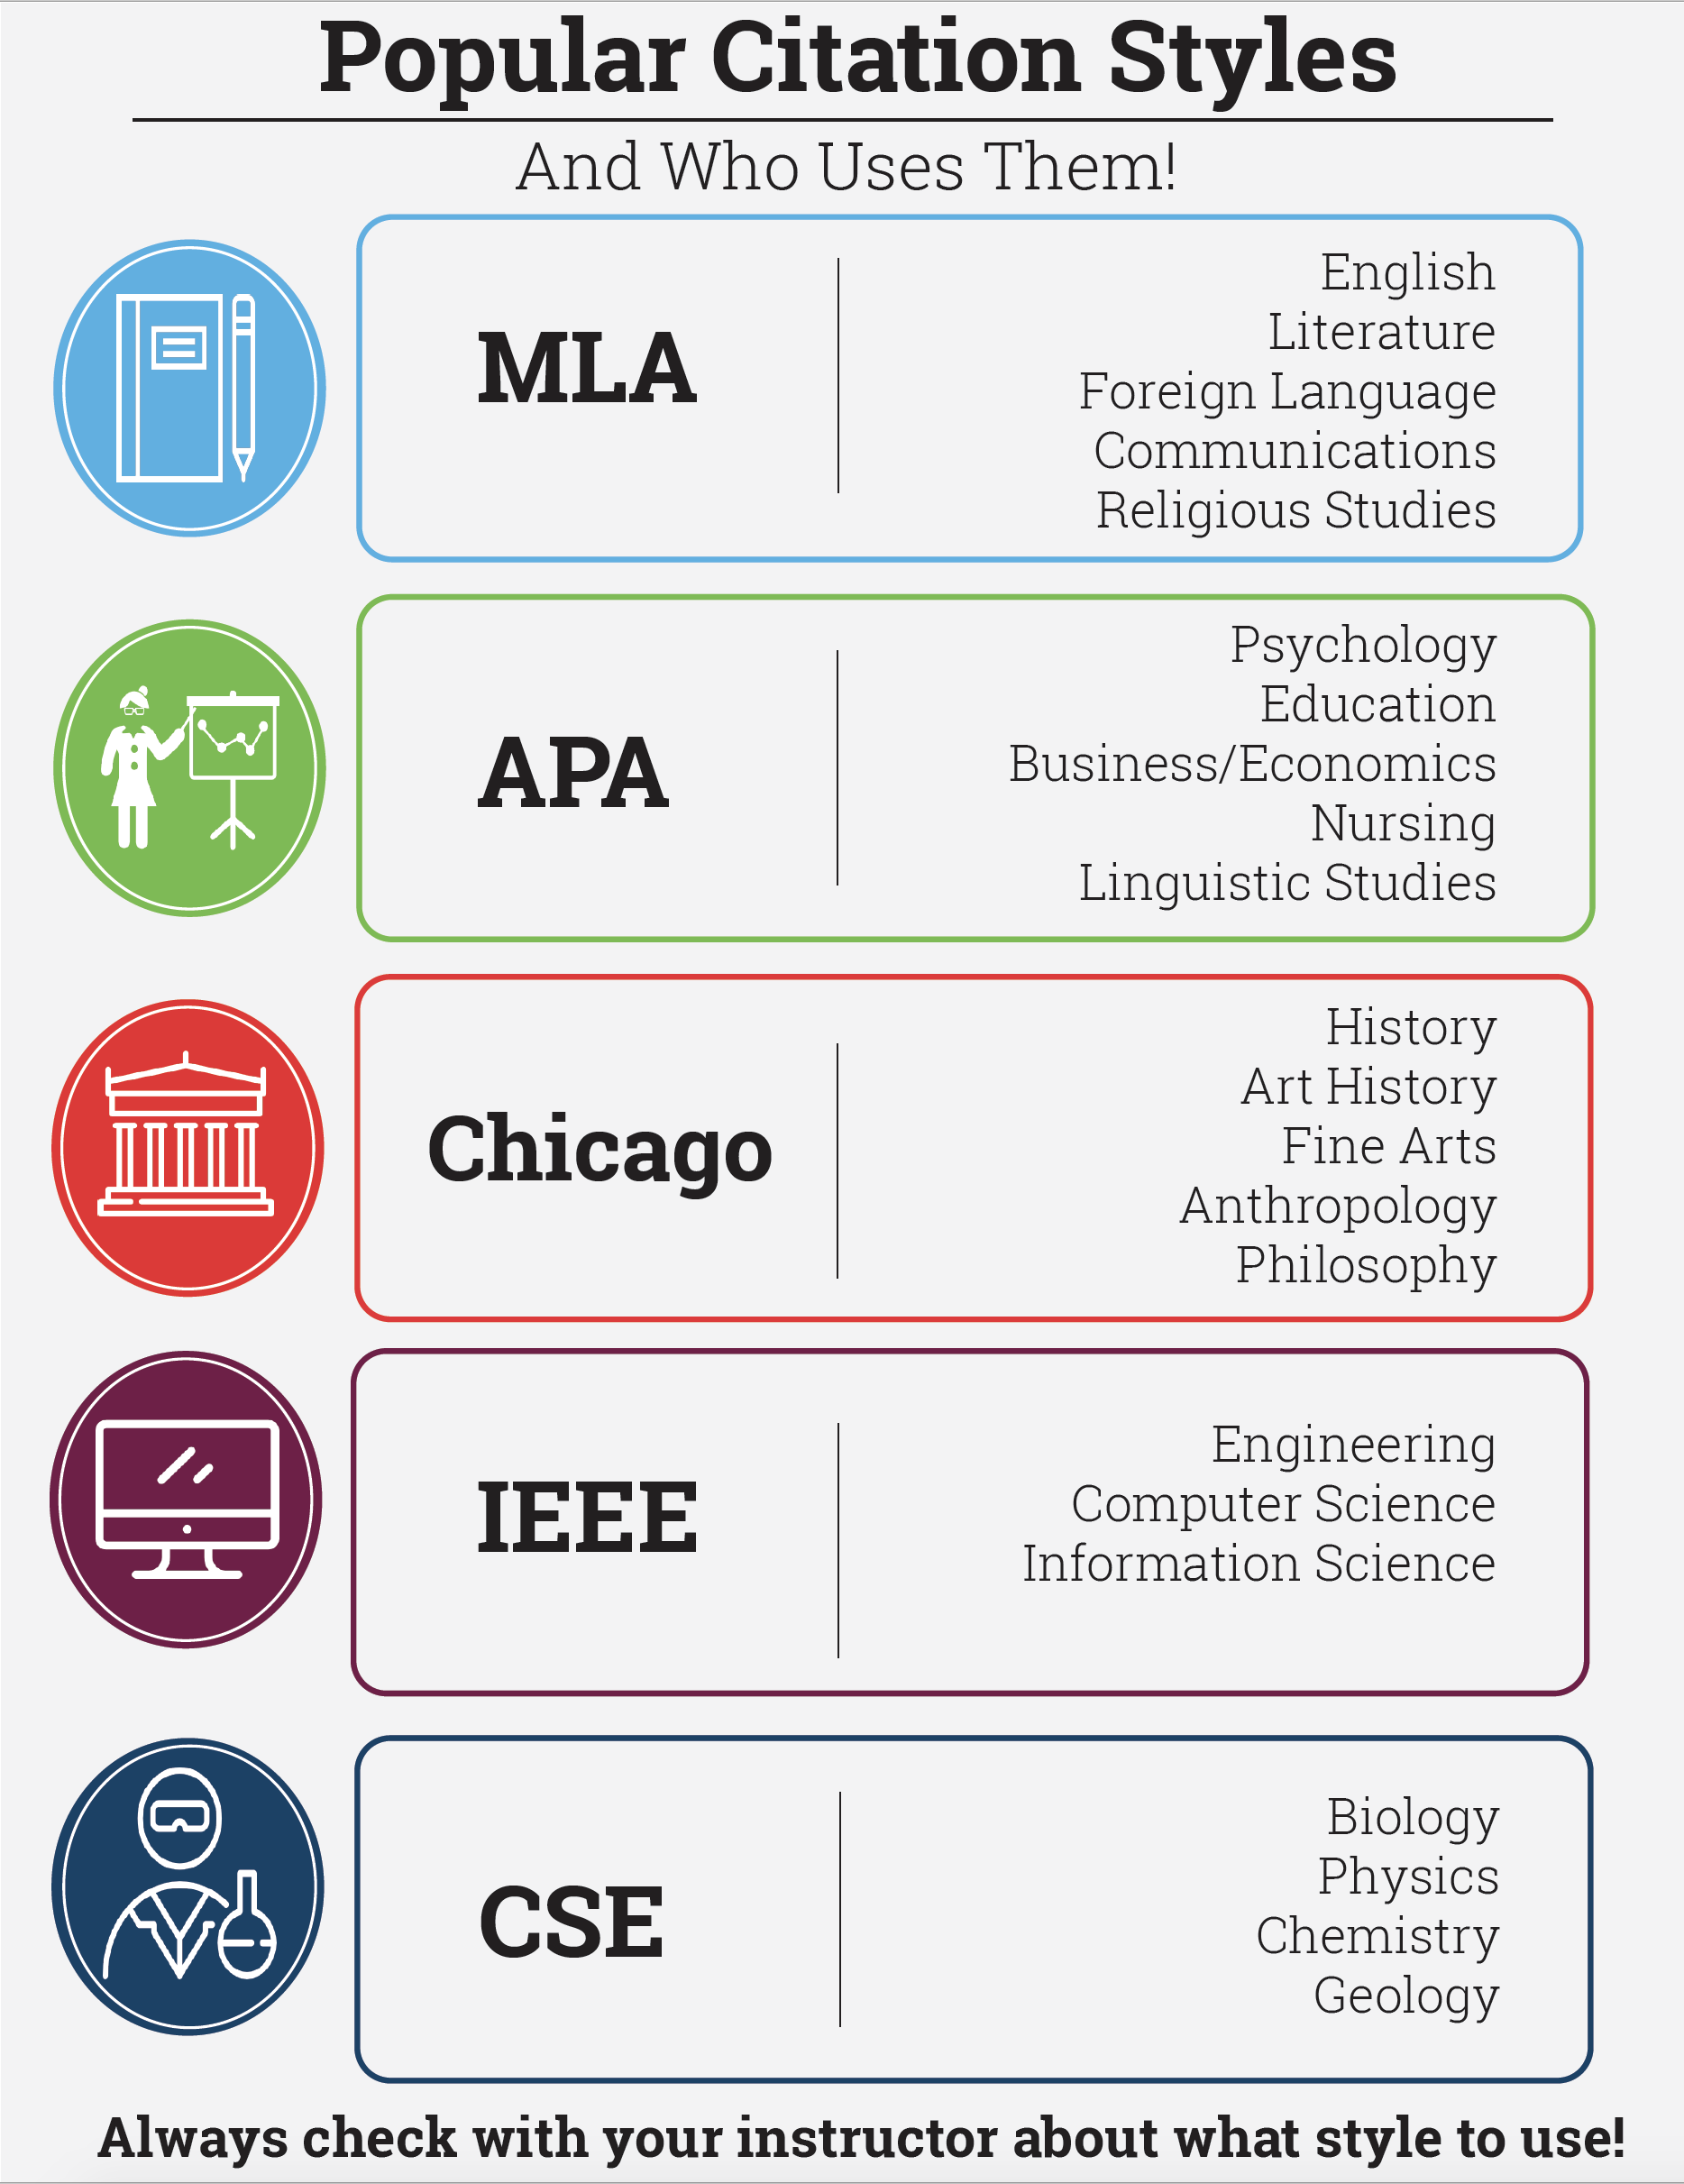 Popular Citation Styles
And Who Uses Them!
MLA
English
Literature
Foreign Language
Communications
Religious Studies
APA
Psychology
Education
Business/Economics
Nursing
Linguistic Studies
Chicago
History
Art History
Fine Arts
Anthropology
Philosophy
IEEE
Engineering
Computer Science
Information Science
CSE
Biology
Physics
Chemistry
Geology
Always check with your instructor about what style to use!